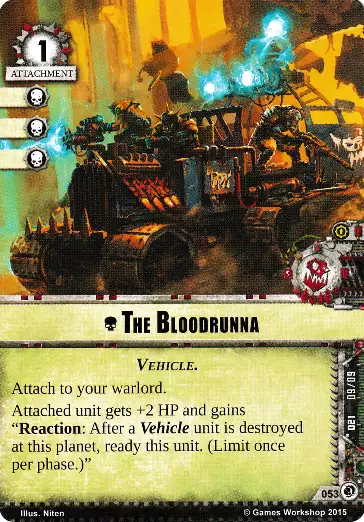 1
ATTACHMENT
THE BLOODRUNNA
VEHICLE.
Attach to your warlord.
Attached unit gets +2 HP and gains
“Reaction: After a Vehicle unit is destroyed
at this planet, ready this unit. (Limit once
per phase.)”
053
Illus. Niten
© Games Workshop 2015